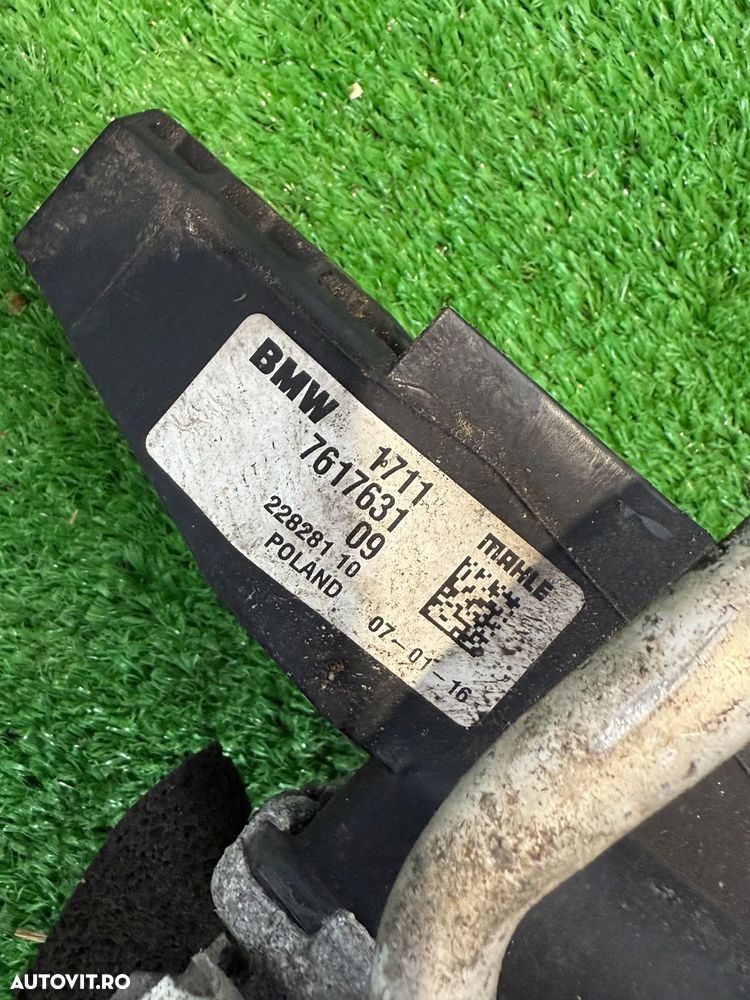 BMW 1711
7617631
09
228281 10
POLAND
07-01-16
MAHLE
AUTOVIT.RO